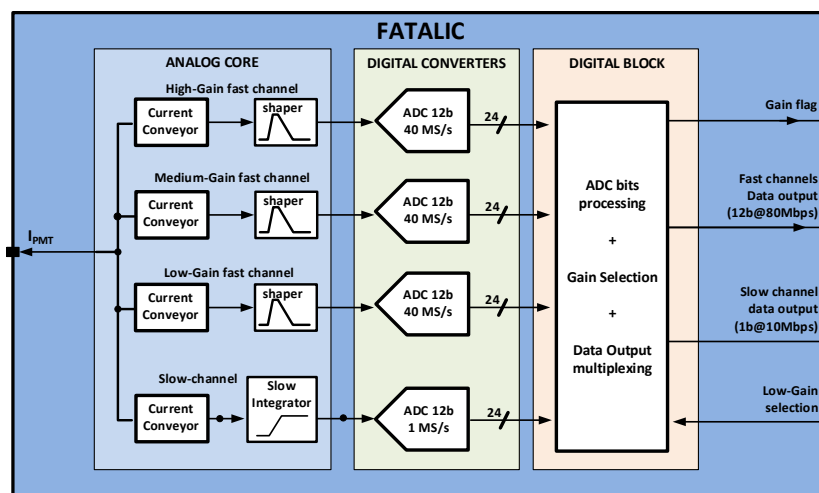 FATALIC
ANALOG CORE
DIGITAL CONVERTERS
DIGITAL BLOCK
High-Gain fast channel
Current
Conveyor
shaper
ADC 12b
40 MS/s
24
Medium-Gain fast channel
Current
Conveyor
shaper
ADC 12b
40 MS/s
24
Low-Gain fast channel
Current
Conveyor
shaper
ADC 12b
40 MS/s
24
Slow-channel
Current
Conveyor
Slow
Integrator
ADC 12b
1 MS/s
24
IPMT
ADC bits
processing
+
Gain Selection
+
Data Output
multiplexing
Gain flag
Fast channels
Data output
(12b@80Mbps)
Slow channel
data output
(1b@10Mbps)
Low-Gain
selection